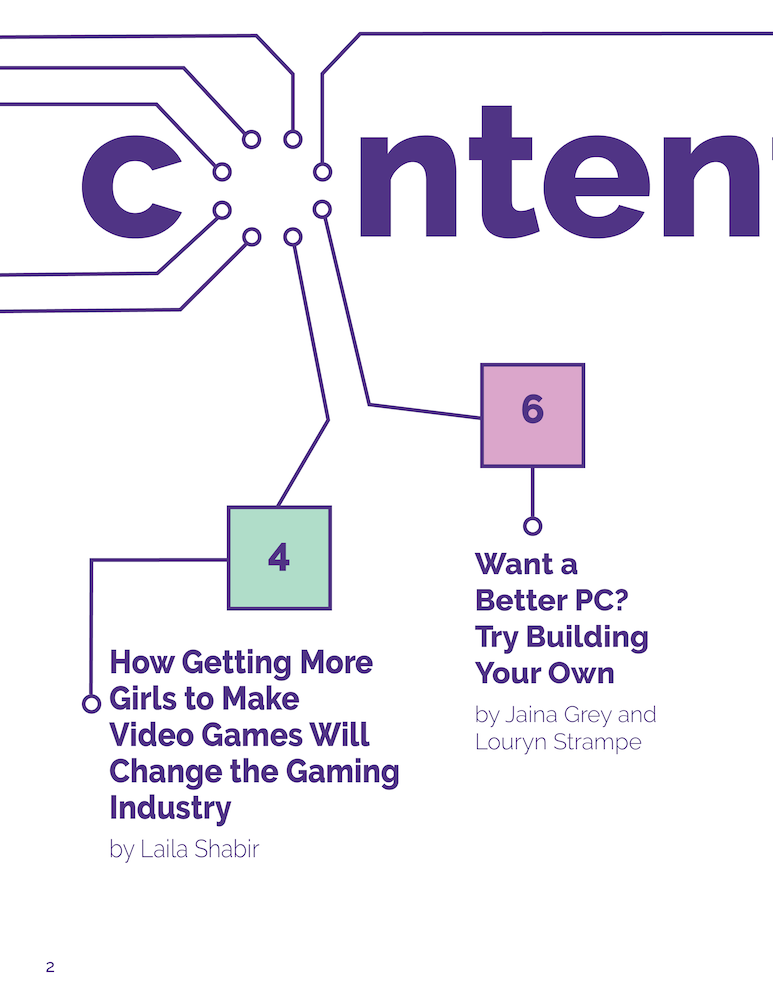 c ntent
6
4
Want a
Better PC?
Try Building
Your Own
by Jaina Grey and
Louryn Strampe
How Getting More
Girls to Make
Video Games Will
Change the Gaming
Industry
by Laila Shabir
2